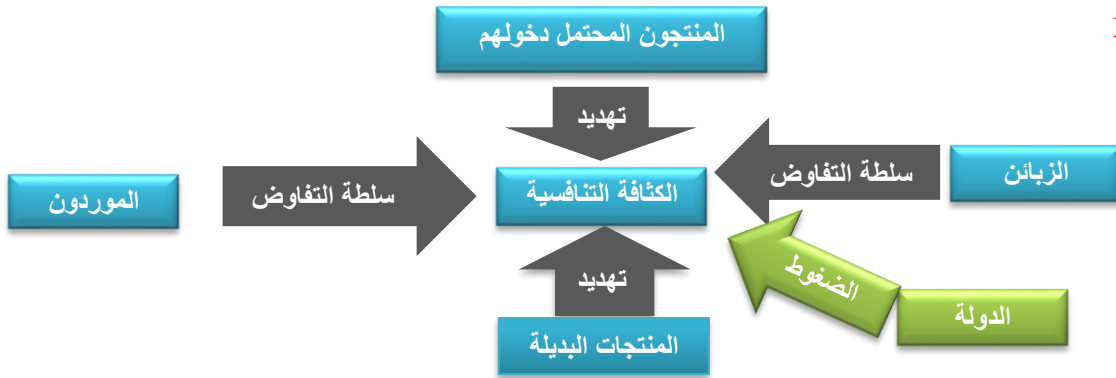 المنتجون المحتمل دخولهم
تهديد
الزبائن
سلطة التفاوض
الكثافة التنافسية
سلطة التفاوض
الموردون
الضغوط
الدولة
تهديد
المنتجات البديلة